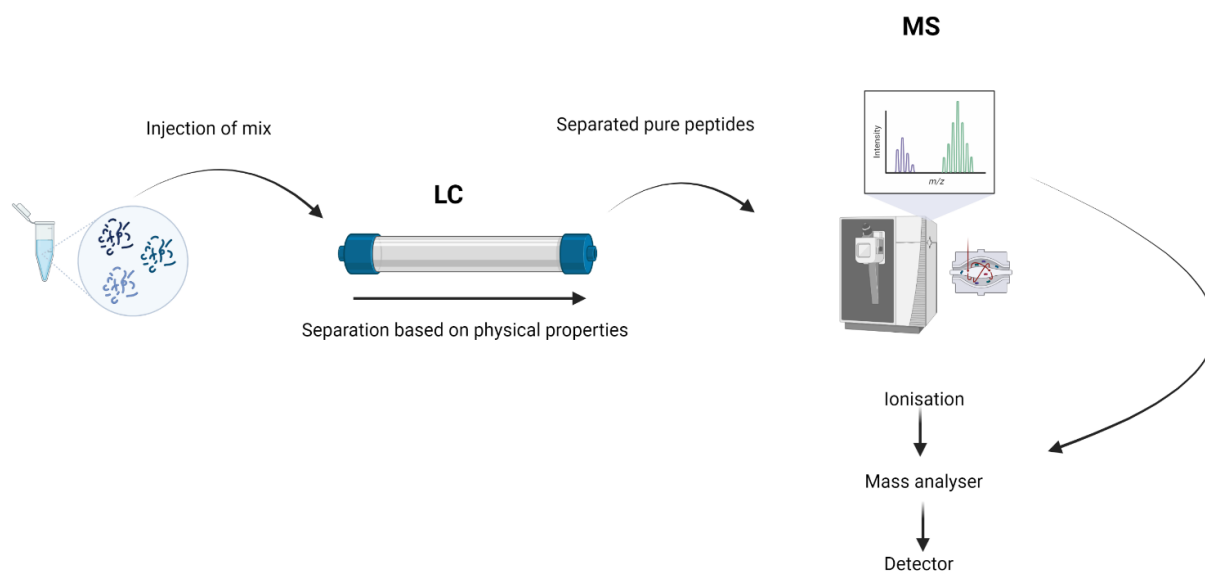 MS
Injection of mix
Separated pure peptides
LC
Intensity
m/z
Separation based on physical properties
Ionisation
Mass analyser
Detector